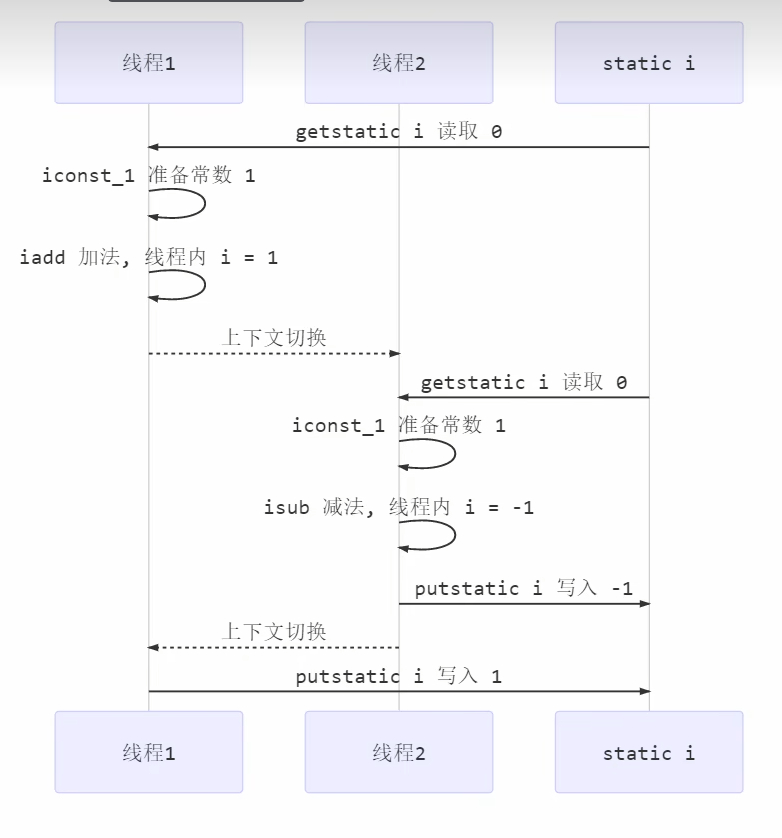 线程1 线程2 static i
getstatic i 读取 0
iconst_1 准备常数 1
iadd 加法, 线程内 i = 1
上下文切换
getstatic i 读取 0
iconst_1 准备常数 1
isub 减法, 线程内 i = -1
putstatic i 写入 -1
上下文切换
putstatic i 写入 1
线程1 线程2 static i